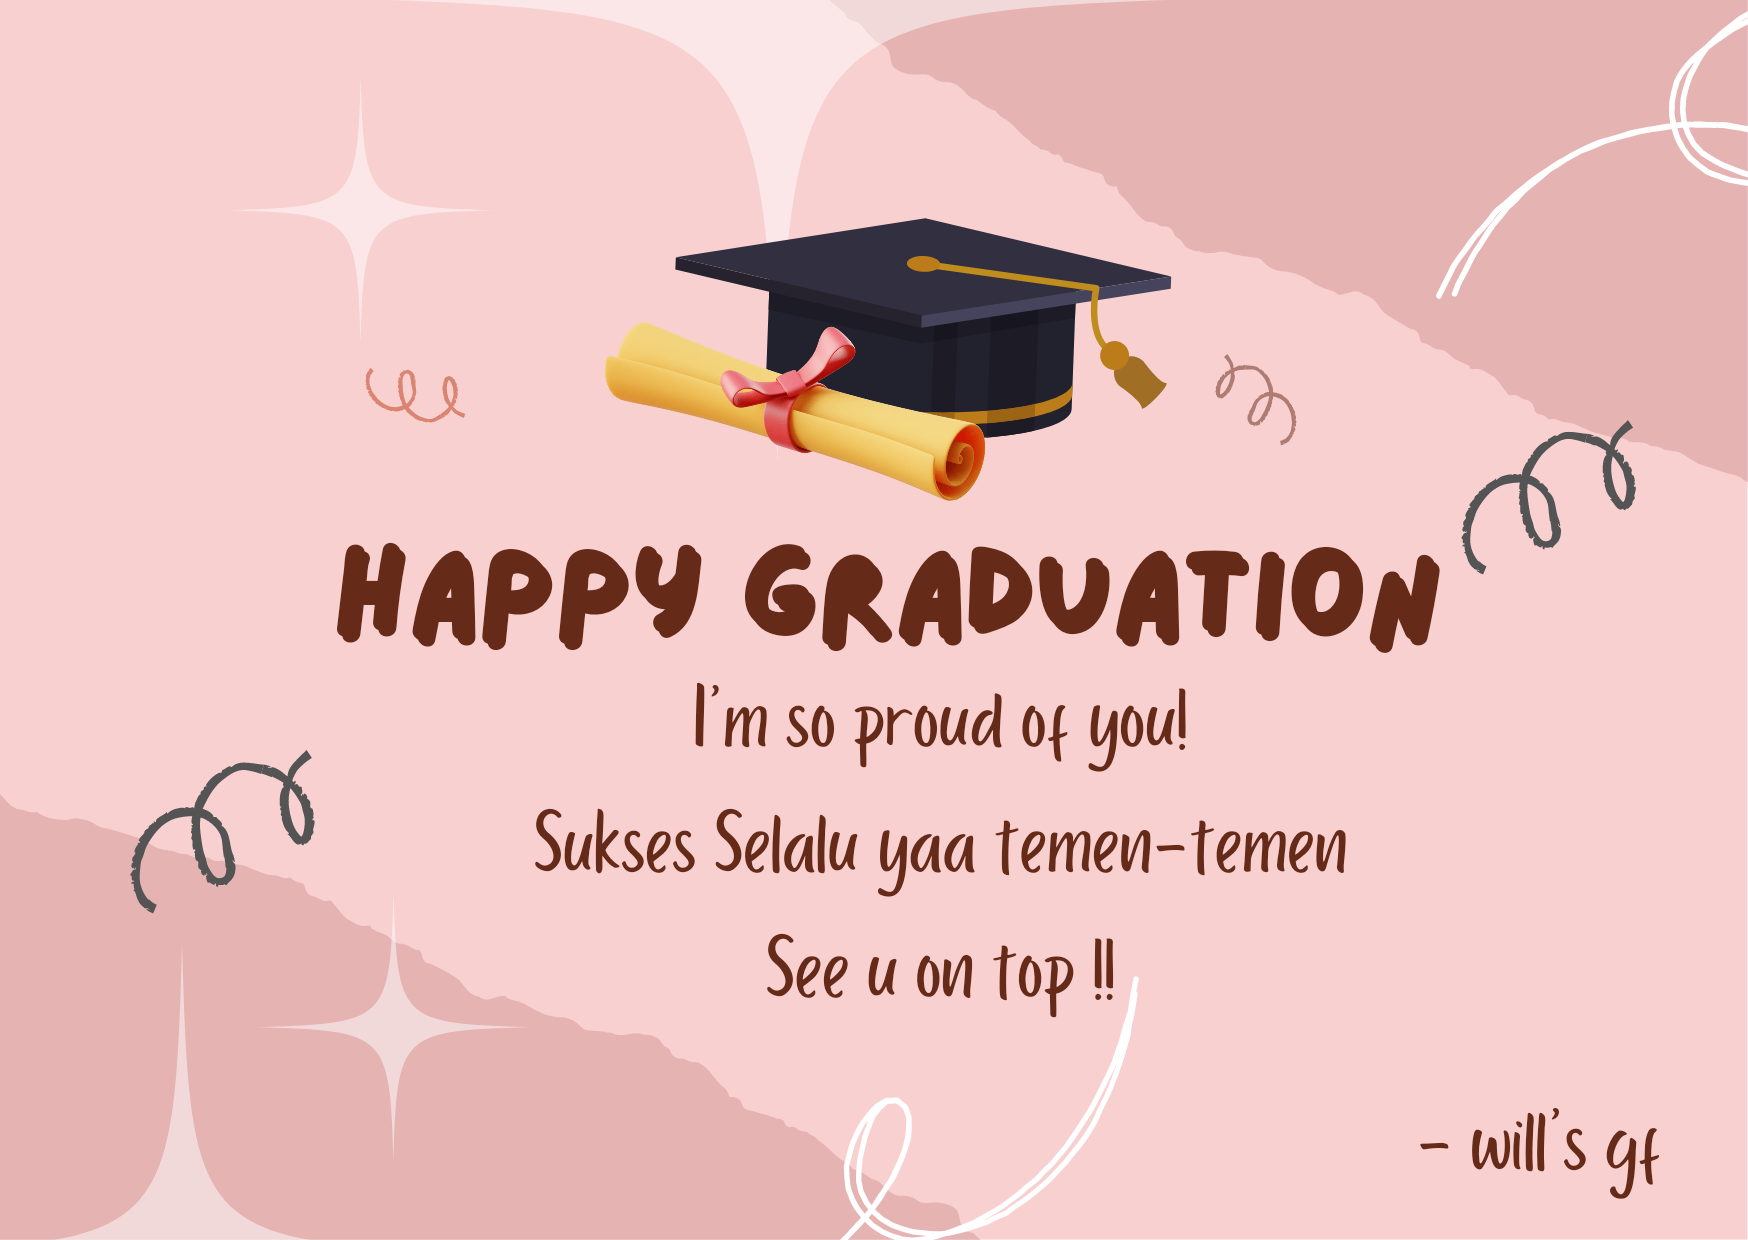 HAPPY GRADUATION
I'm so proud of you!
Sukses Selalu yaa temen-temen
See u on top !!
- will's gf